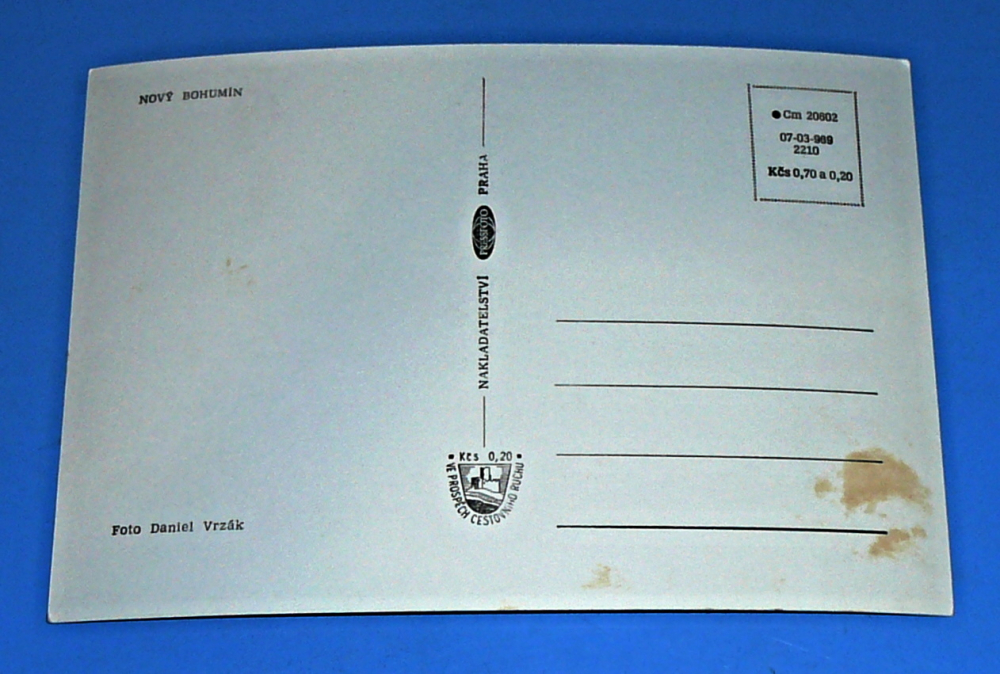 NOVÝ BOHUMÍN
Foto Daniel Vrzák
NAKLADATELSTVÍ PRESSFOTO PRAHA
• Kčs 0,20 •
VE PROSPĚCH CESTOVNÍHO RUCHU
● Cm 20602
07-03-969
2210
Kčs 0,70 a 0,20